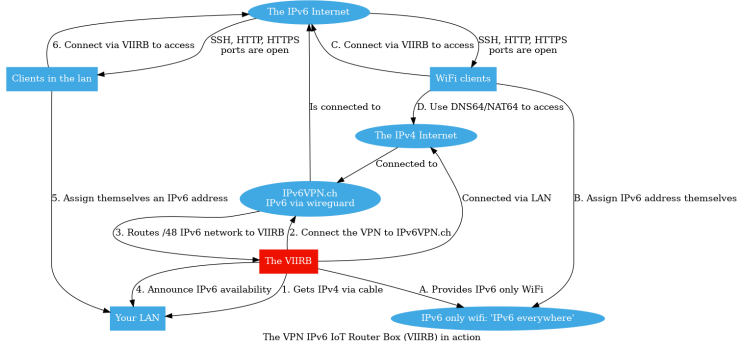 The IPv6 Internet
6. Connect via VIIRB to access
SSH, HTTP, HTTPS
ports are open
C. Connect via VIIRB to access
SSH, HTTP, HTTPS
ports are open
Clients in the lan
WiFi clients
Is connected to
D. Use DNS64/NAT64 to access
The IPv4 Internet
Connected to
5. Assign themselves an IPv6 address
IPv6VPN.ch
IPv6 via wireguard
Connected via LAN
B. Assign IPv6 address themselves
3. Routes /48 IPv6 network to VIIRB
2. Connect the VPN to IPv6VPN.ch
The VIIRB
4. Announce IPv6 availability
1. Gets IPv4 via cable
A. Provides IPv6 only WiFi
Your LAN
IPv6 only wifi: 'IPv6 everywhere'
The VPN IPv6 IoT Router Box (VIIRB) in action